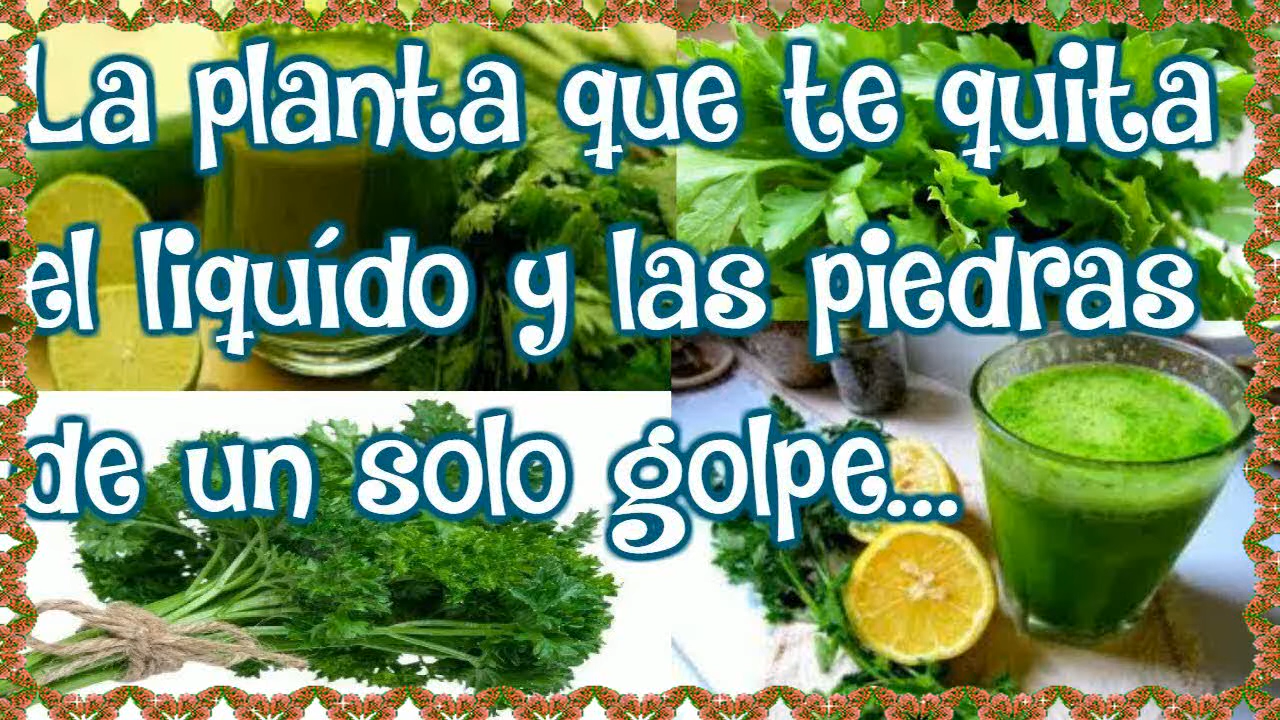 La planta que te quita
el liquído y las piedras
de un solo golpe...